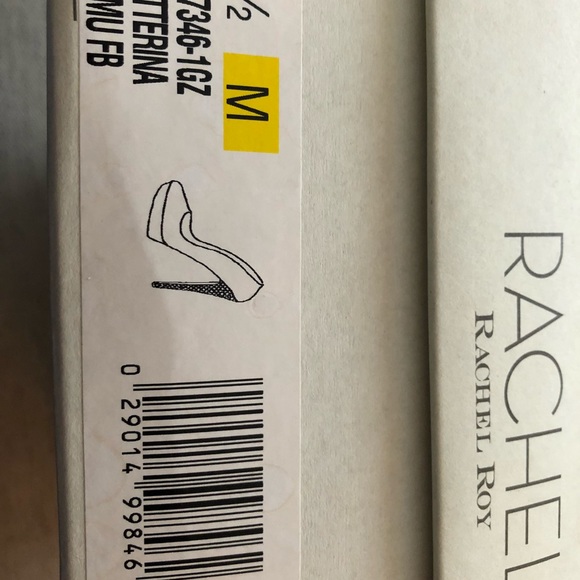 ½
M
7346-1GZ
TTERINA
MU FB
0 29014 99846
RACHEL
RACHEL ROY